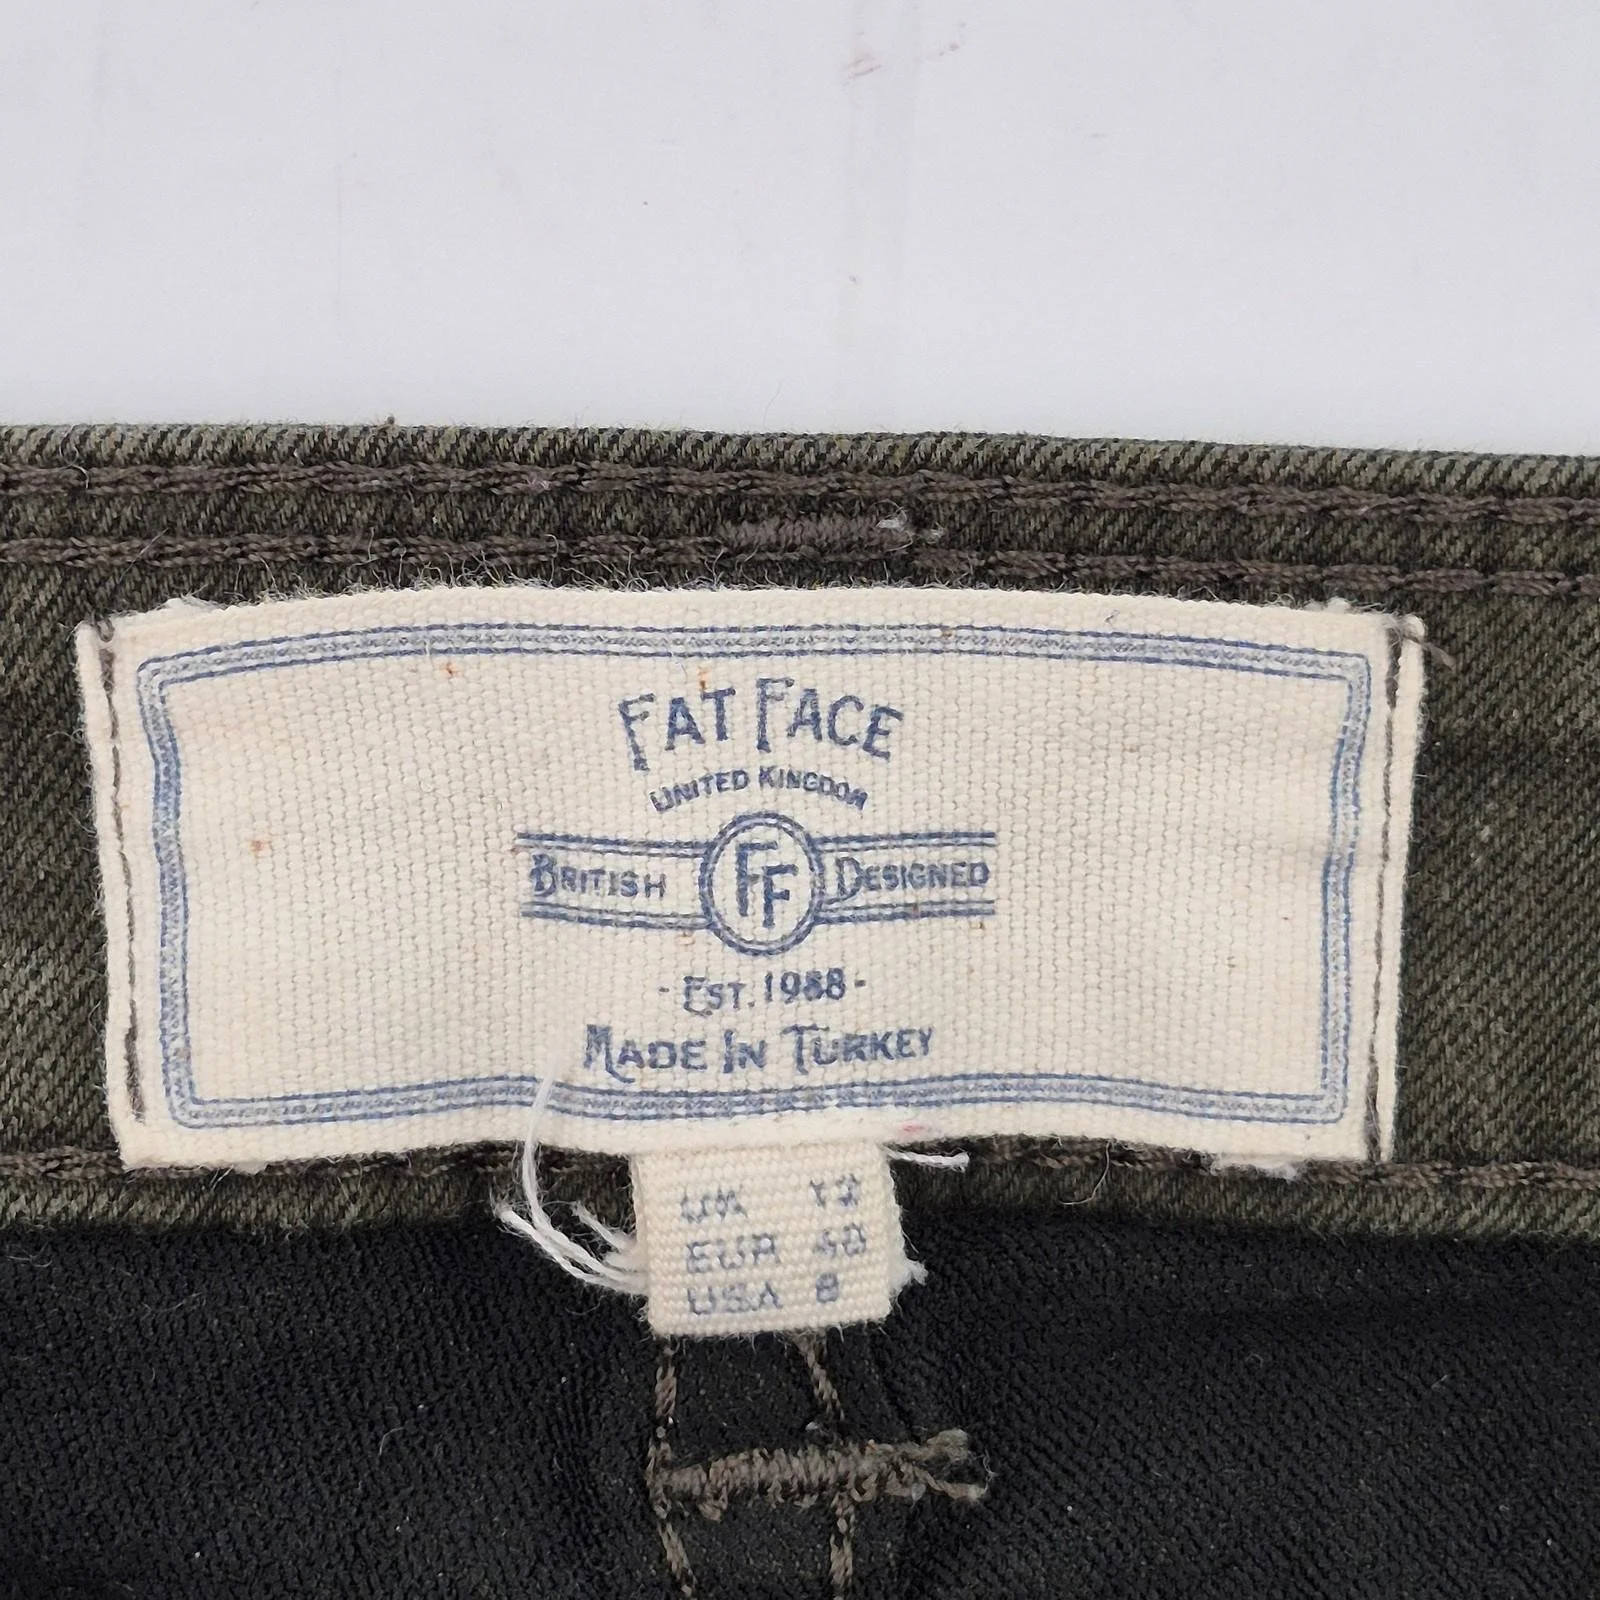 FAT FACE
UNITED KINGDOM
BRITISH FF DESIGNED
- EST. 1988 -
MADE IN TURKEY
UK 12
EUR 40
USA 8